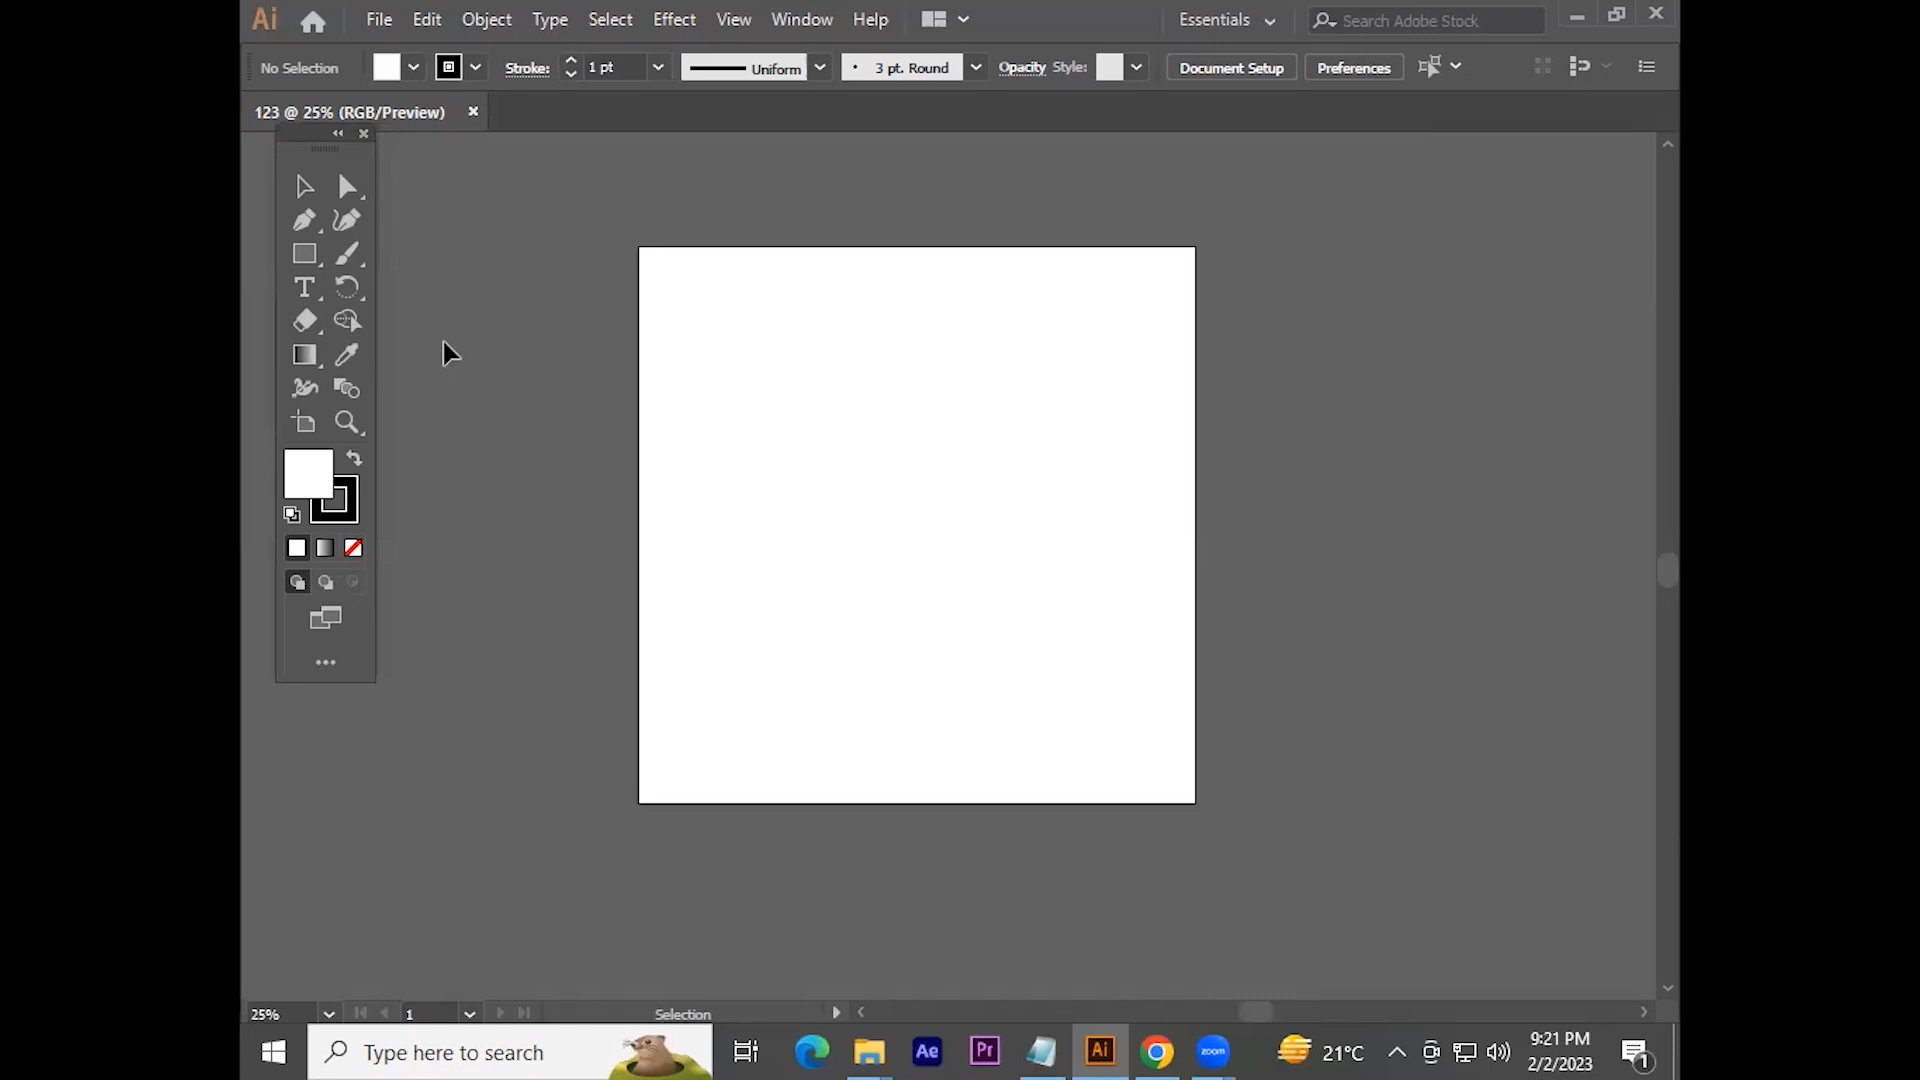 Ai File Edit Object Type Select Effect View Window Help Essentials Search Adobe Stock
No Selection Stroke: 1 pt Uniform 3 pt. Round Opacity Style: Document Setup Preferences
123 @ 25% (RGB/Preview)
T
25% 1 Selection
Type here to search Ae Pr Ai zoom 21°C 9:21 PM
2/2/2023 1